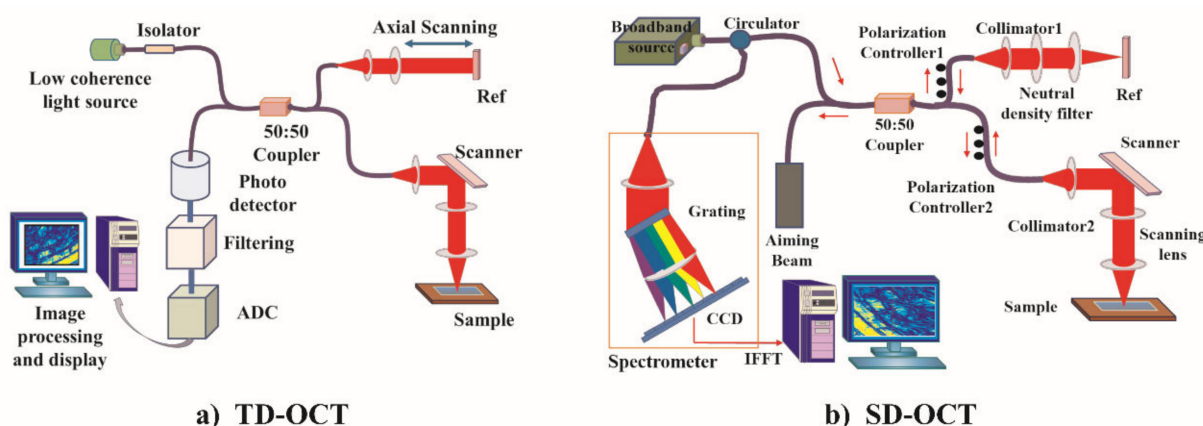 Isolator
Axial Scanning
Low coherence
light source
Ref
50:50
Coupler
Scanner
Photo
detector
Filtering
ADC
Image
processing
and display
Sample
a) TD-OCT
Broadband
source
Circulator
Polarization
Controller1
Collimator1
Neutral
density filter
Ref
50:50
Coupler
Scanner
Polarization
Controller2
Grating
Aiming
Beam
Collimator2
Scanning
lens
Sample
CCD
Spectrometer
IFFT
b) SD-OCT